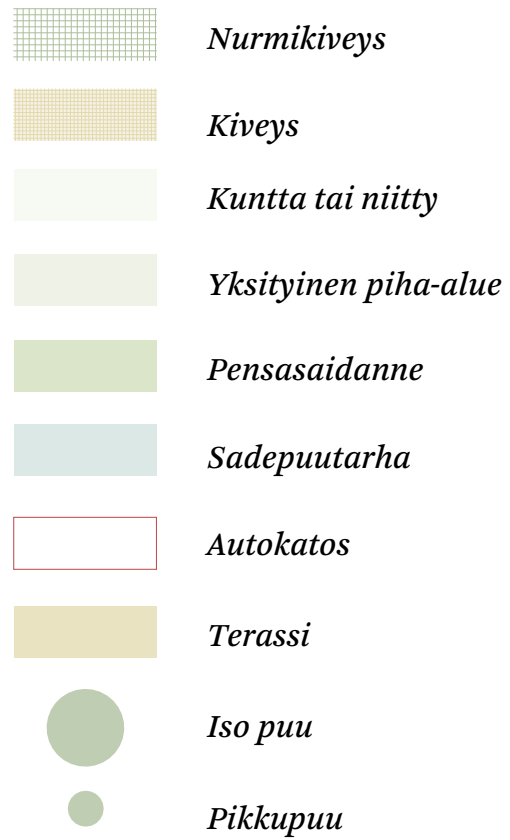 Nurmikiveys
Kiveys
Kuntta tai niitty
Yksityinen piha-alue
Pensasaidanne
Sadepuutarha
Autokatos
Terassi
Iso puu
Pikkupuu